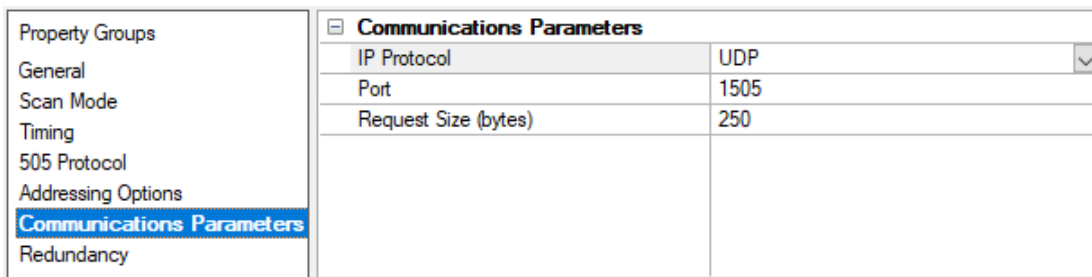 Property Groups
General
Scan Mode
Timing
505 Protocol
Addressing Options
Communications Parameters
Redundancy
Communications Parameters
IP Protocol UDP
Port 1505
Request Size (bytes) 250